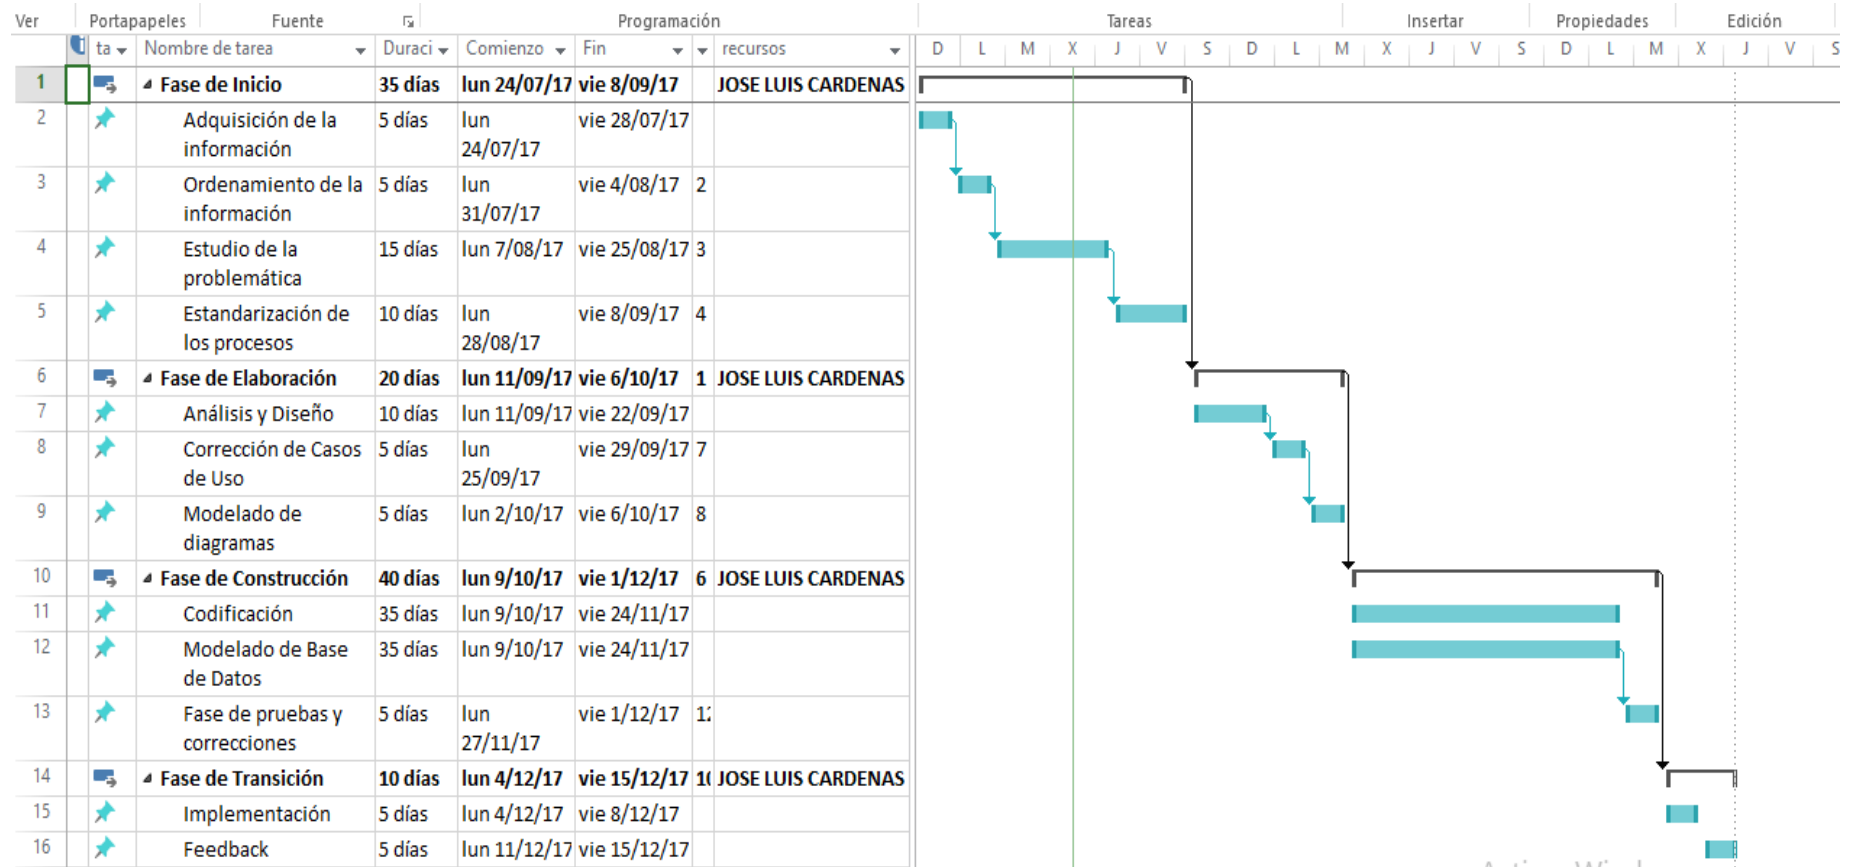 Ver Portapapeles Fuente Programación Tareas Insertar Propiedades Edición
ta Nombre de tarea Duraci Comienzo Fin recursos D L M X J V S D L M X J V S D L M X J V S
1 Fase de Inicio 35 días lun 24/07/17 vie 8/09/17 JOSE LUIS CARDENAS
2 Adquisición de la 5 días lun vie 28/07/17
información 24/07/17
3 Ordenamiento de la 5 días lun vie 4/08/17 2
información 31/07/17
4 Estudio de la 15 días lun 7/08/17 vie 25/08/17 3
problemática
5 Estandarización de 10 días lun vie 8/09/17 4
los procesos 28/08/17
6 Fase de Elaboración 20 días lun 11/09/17 vie 6/10/17 1 JOSE LUIS CARDENAS
7 Análisis y Diseño 10 días lun 11/09/17 vie 22/09/17
8 Corrección de Casos 5 días lun vie 29/09/17 7
de Uso 25/09/17
9 Modelado de 5 días lun 2/10/17 vie 6/10/17 8
diagramas
10 Fase de Construcción 40 días lun 9/10/17 vie 1/12/17 6 JOSE LUIS CARDENAS
11 Codificación 35 días lun 9/10/17 vie 24/11/17
12 Modelado de Base 35 días lun 9/10/17 vie 24/11/17
de Datos
13 Fase de pruebas y 5 días lun vie 1/12/17 12
correcciones 27/11/17
14 Fase de Transición 10 días lun 4/12/17 vie 15/12/17 10 JOSE LUIS CARDENAS
15 Implementación 5 días lun 4/12/17 vie 8/12/17
16 Feedback 5 días lun 11/12/17 vie 15/12/17